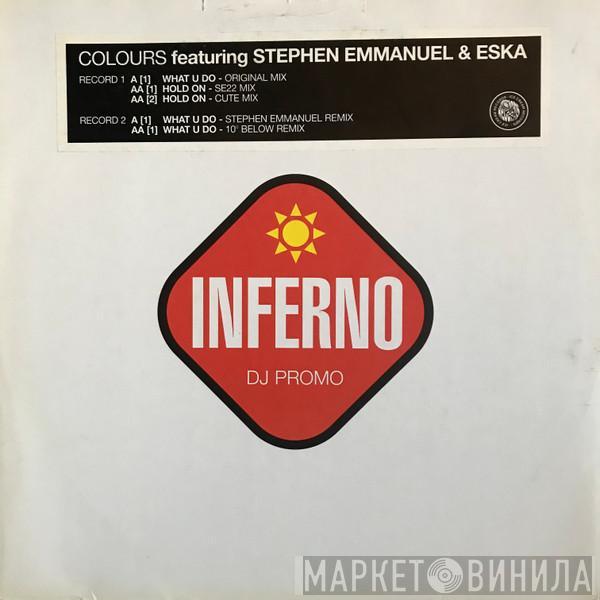 COLOURS featuring STEPHEN EMMANUEL & ESKA
RECORD 1 A [1] WHAT U DO - ORIGINAL MIX
AA [1] HOLD ON - SE22 MIX
AA [2] HOLD ON - CUTE MIX
RECORD 2 A [1] WHAT U DO - STEPHEN EMMANUEL REMIX
AA [1] WHAT U DO - 10° BELOW REMIX
INFERNO
DJ PROMO
МАРКЕТ ВИНИЛА